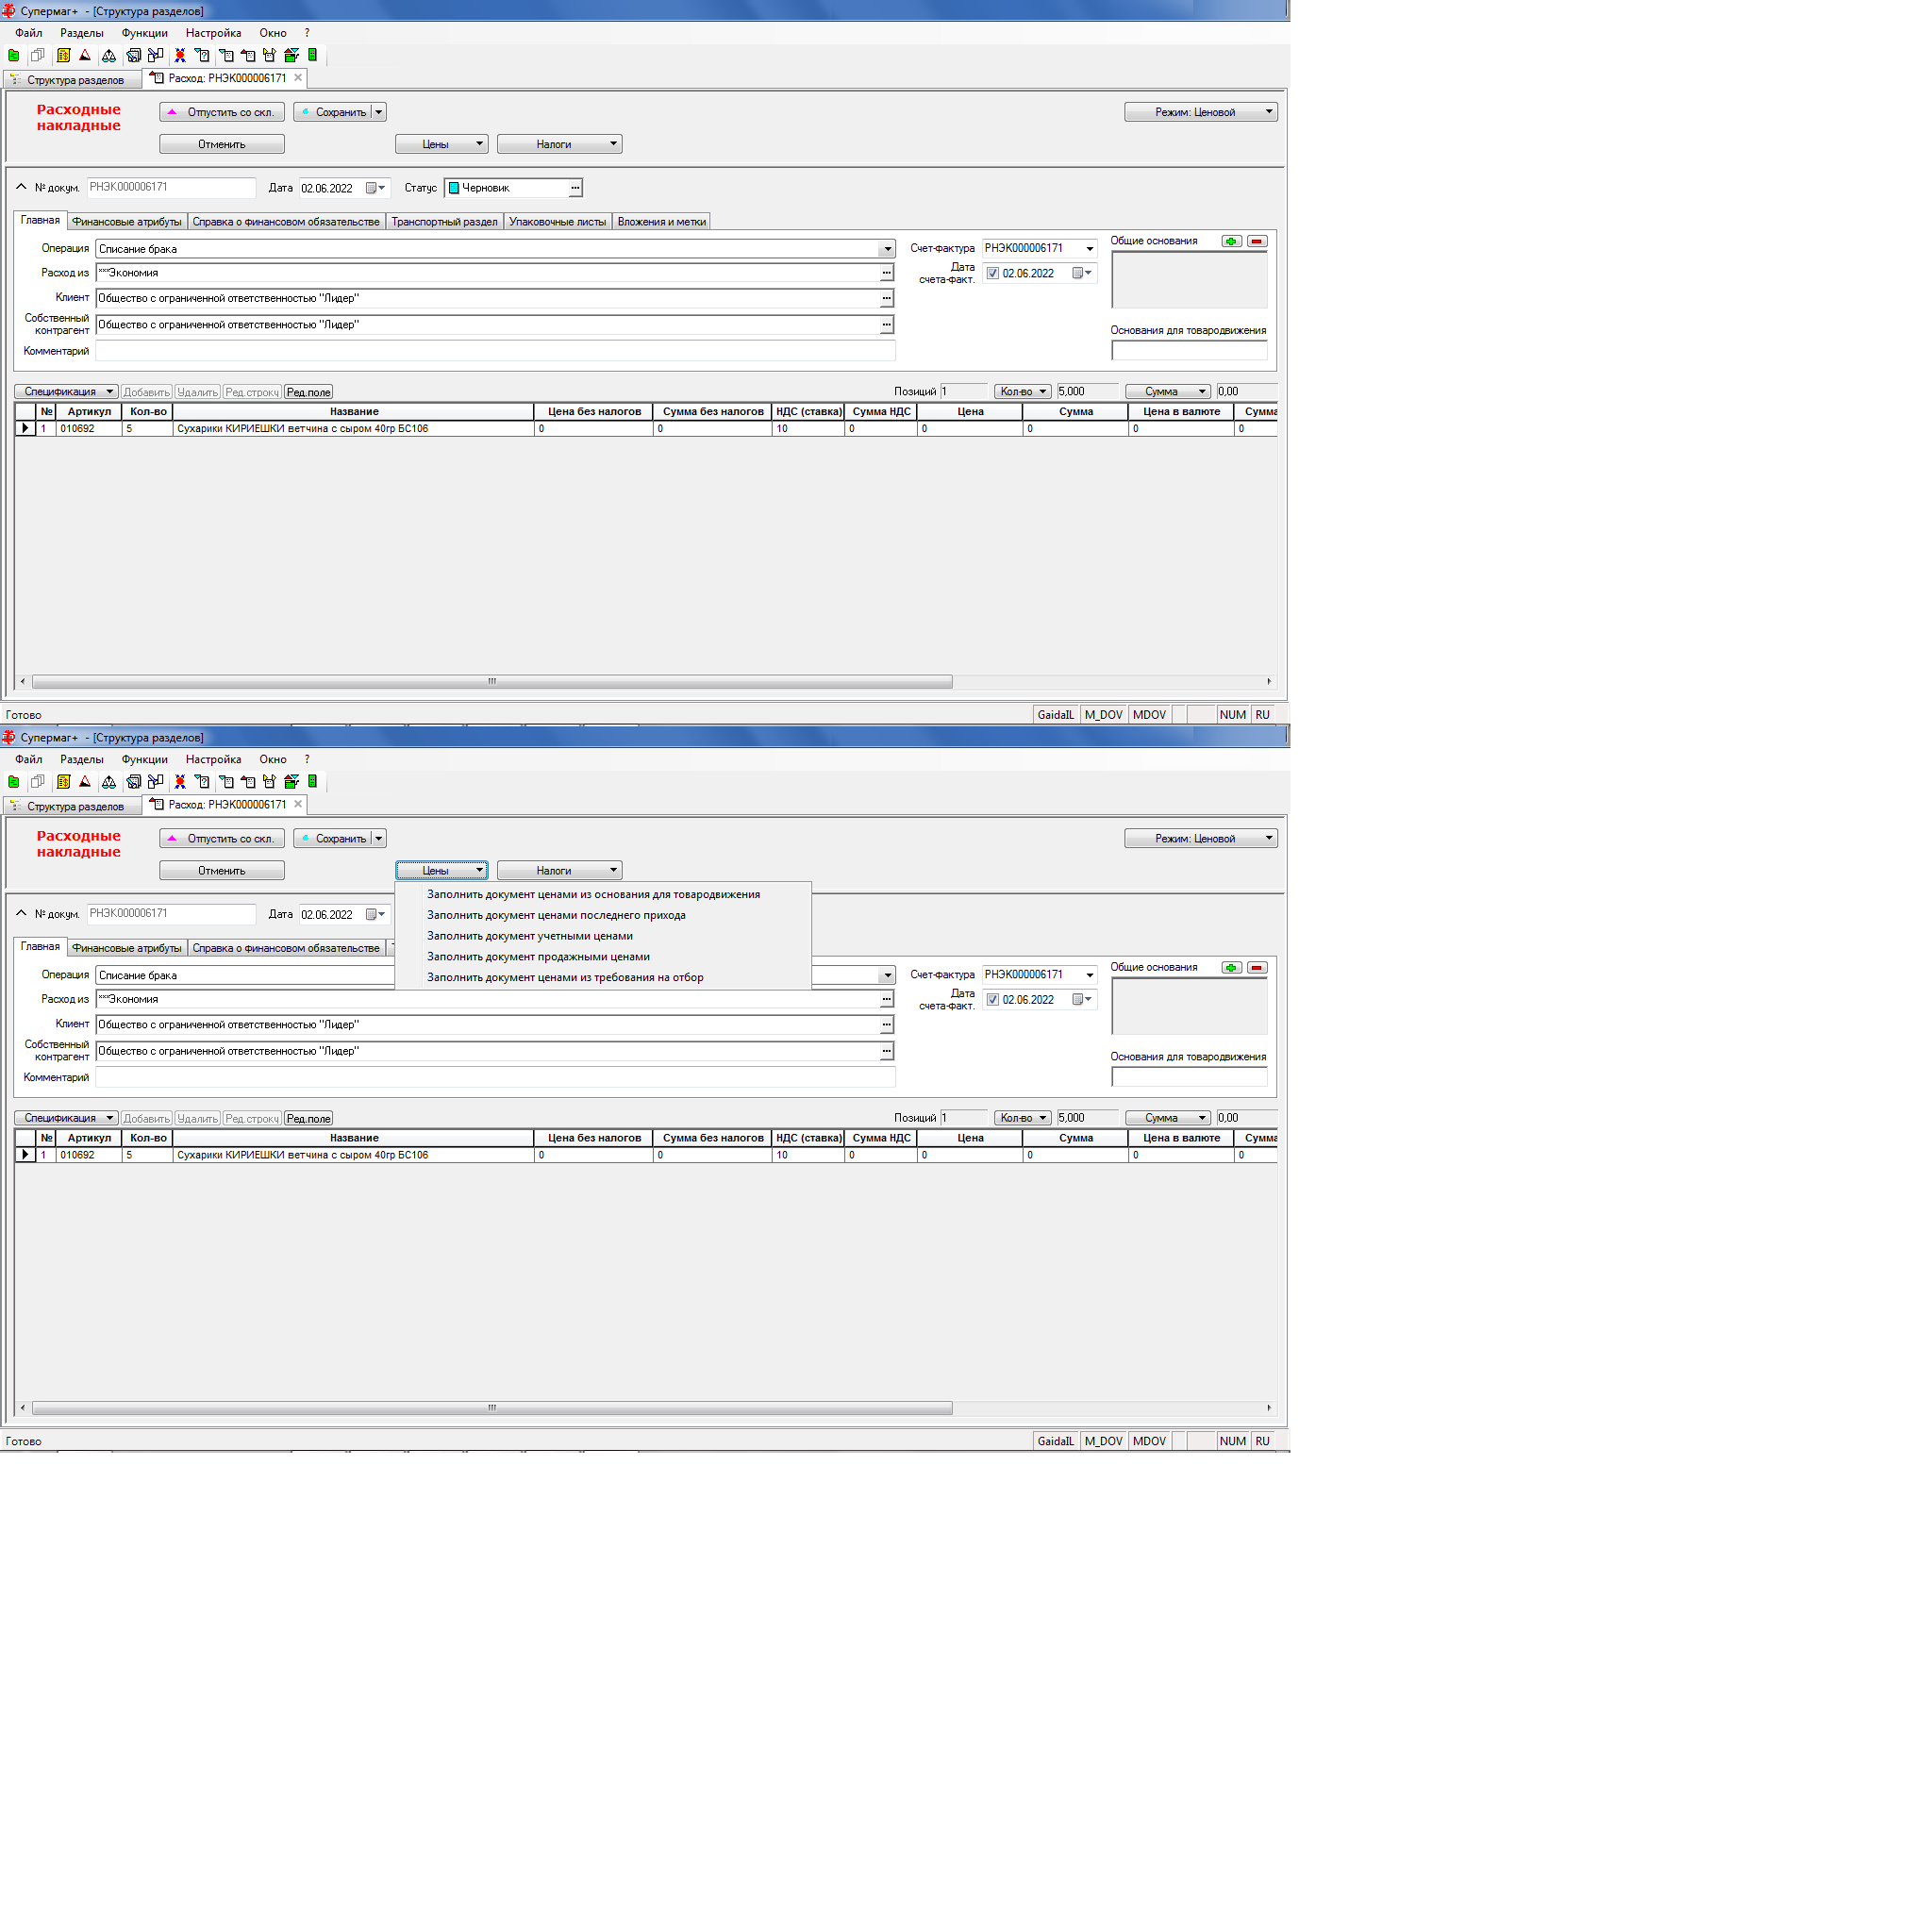 Супермаг+ - [Структура разделов]
Файл Разделы Функции Настройка Окно ?
Структура разделов Расход: РНЭК000006171
Расходные накладные
Отпустить со скл. Сохранить Режим: Ценовой
Отменить Цены Налоги
№ докум. РНЭК000006171 Дата 02.06.2022 Статус Черновик ...
Главная Финансовые атрибуты Справка о финансовом обязательстве Транспортный раздел Упаковочные листы Вложения и метки
Операция Списание брака Счет-фактура РНЭК000006171 Общие основания
Расход из ***Экономия ... Дата счета-факт. 02.06.2022
Клиент Общество с ограниченной ответственностью "Лидер" ...
Собственный контрагент Общество с ограниченной ответственностью "Лидер" ... Основания для товародвижения
Комментарий
Спецификация Добавить Удалить Ред.строку Ред.поле Позиций 1 Кол-во 5,000 Сумма 0,00
№ Артикул Кол-во Название Цена без налогов Сумма без налогов НДС (ставка) Сумма НДС Цена Сумма Цена в валюте Сумма
1 010692 5 Сухарики КИРИЕШКИ ветчина с сыром 40гр БС106 0 0 10 0 0 0 0 0
Готово GaidaIL M_DOV MDOV NUM RU
Супермаг+ - [Структура разделов]
Файл Разделы Функции Настройка Окно ?
Структура разделов Расход: РНЭК000006171
Расходные накладные
Отпустить со скл. Сохранить Режим: Ценовой
Отменить Цены Налоги
Заполнить документ ценами из основания для товародвижения
Заполнить документ ценами последнего прихода
Заполнить документ учетными ценами
Заполнить документ продажными ценами
Заполнить документ ценами из требования на отбор
№ докум. РНЭК000006171 Дата 02.06.2022
Главная Финансовые атрибуты Справка о финансовом обязательстве
Операция Списание брака Счет-фактура РНЭК000006171 Общие основания
Расход из ***Экономия ... Дата счета-факт. 02.06.2022
Клиент Общество с ограниченной ответственностью "Лидер" ...
Собственный контрагент Общество с ограниченной ответственностью "Лидер" ... Основания для товародвижения
Комментарий
Спецификация Добавить Удалить Ред.строку Ред.поле Позиций 1 Кол-во 5,000 Сумма 0,00
№ Артикул Кол-во Название Цена без налогов Сумма без налогов НДС (ставка) Сумма НДС Цена Сумма Цена в валюте Сумма
1 010692 5 Сухарики КИРИЕШКИ ветчина с сыром 40гр БС106 0 0 10 0 0 0 0 0
Готово GaidaIL M_DOV MDOV NUM RU